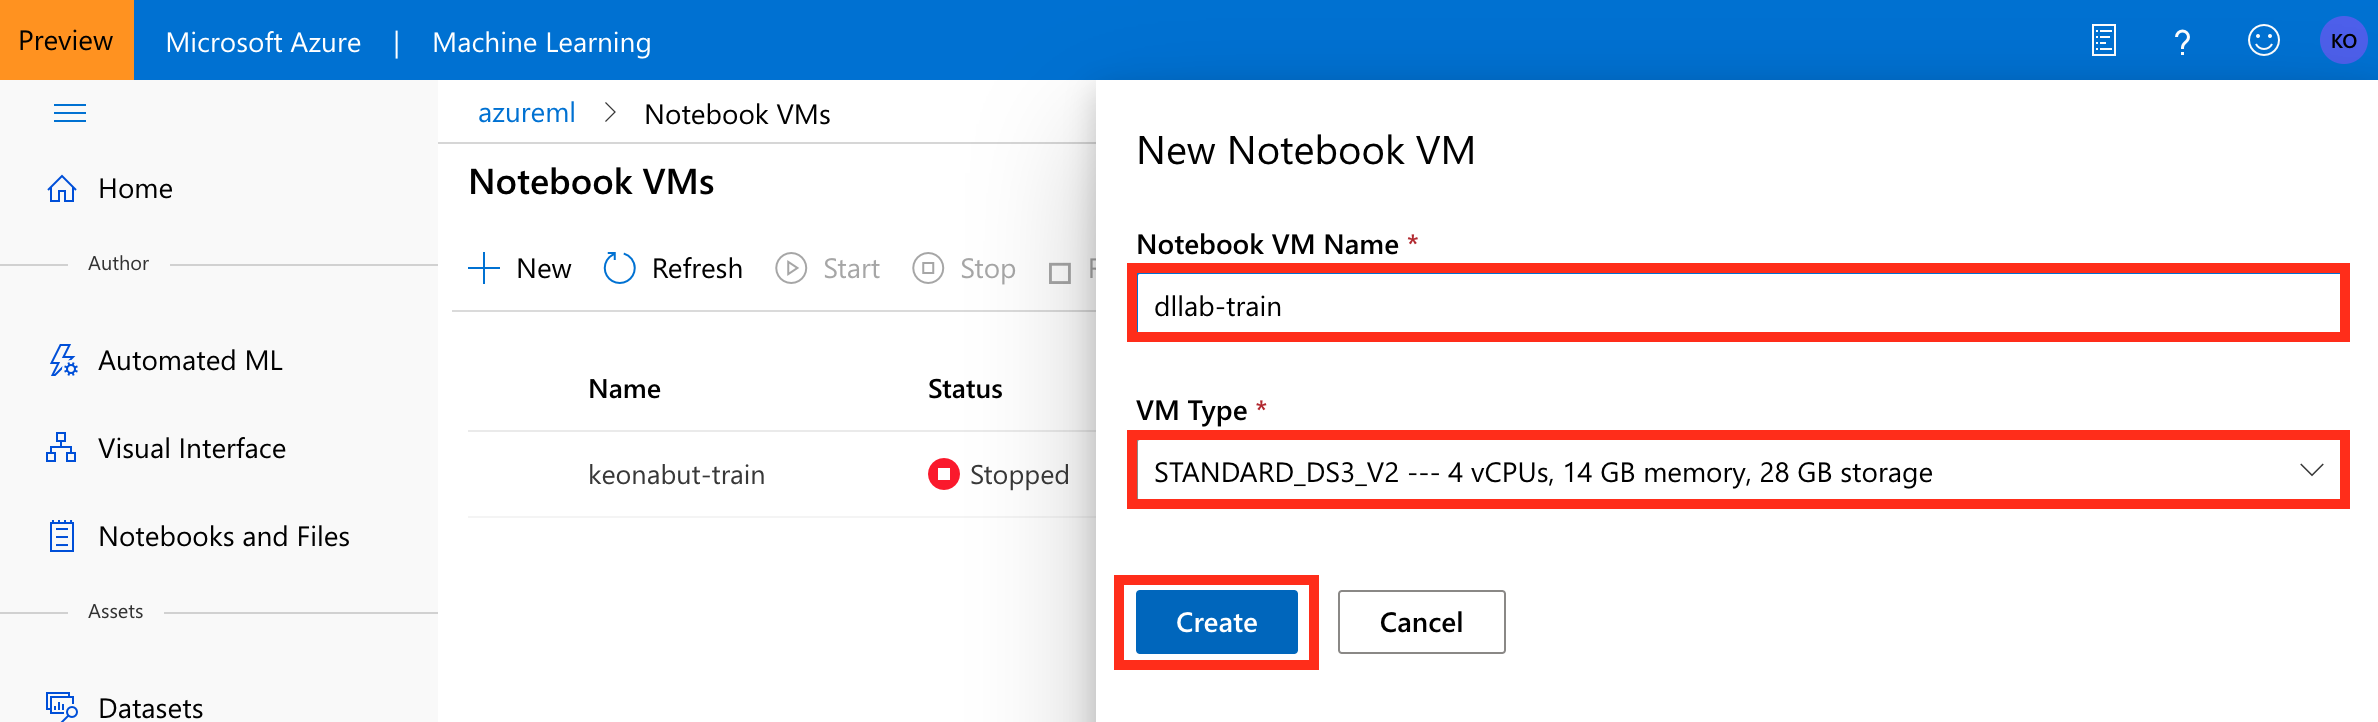 Preview
Microsoft Azure | Machine Learning
?
KO
Home
Author
Automated ML
Visual Interface
Notebooks and Files
Assets
Datasets
azureml > Notebook VMs
Notebook VMs
New Refresh Start Stop
Name Status
keonabut-train Stopped
New Notebook VM
Notebook VM Name *
dllab-train
VM Type *
STANDARD_DS3_V2 --- 4 vCPUs, 14 GB memory, 28 GB storage
Create Cancel